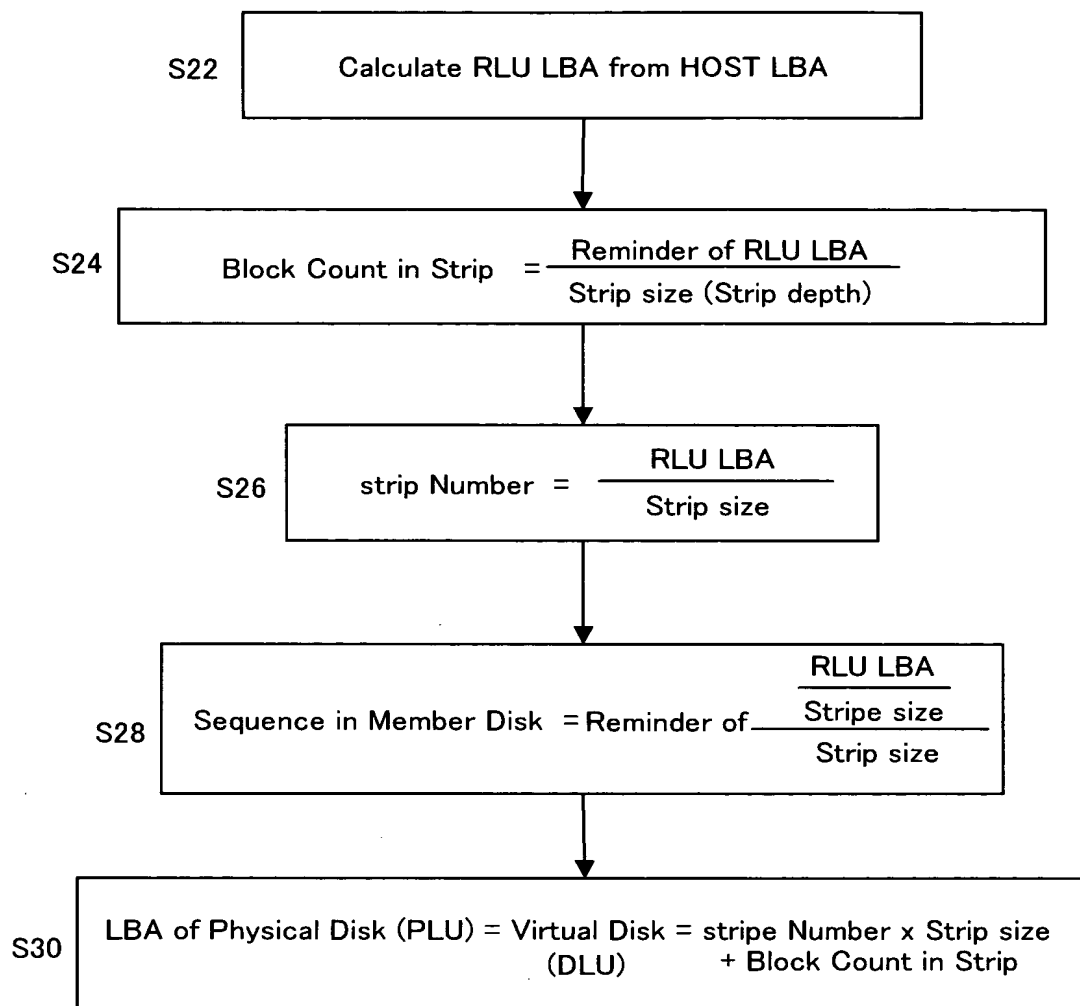 S22
Calculate RLU LBA from HOST LBA
S24
Block Count in Strip = Reminder of RLU LBA
Strip size (Strip depth)
S26
strip Number = RLU LBA
Strip size
S28
Sequence in Member Disk = Reminder of RLU LBA
Stripe size
Strip size
S30
LBA of Physical Disk (PLU) = Virtual Disk = stripe Number x Strip size
(DLU) + Block Count in Strip